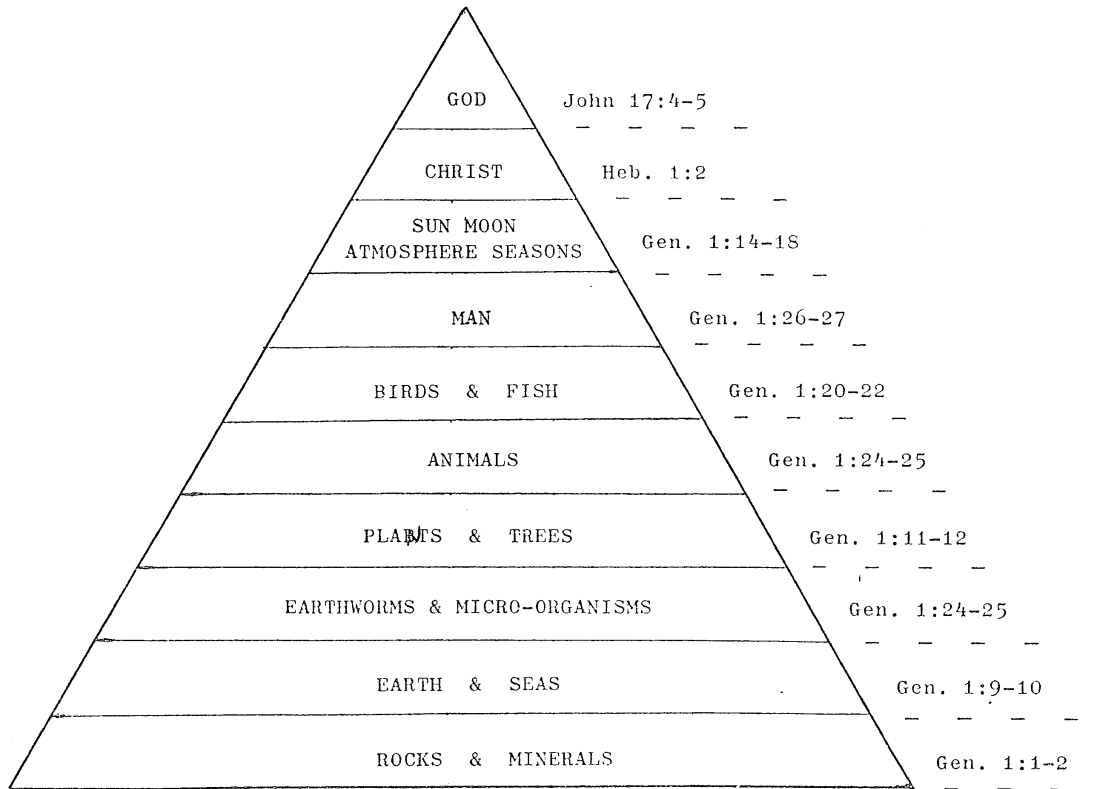 GOD John 17:4-5
CHRIST Heb. 1:2
SUN MOON
ATMOSPHERE SEASONS Gen. 1:14-18
MAN Gen. 1:26-27
BIRDS & FISH Gen. 1:20-22
ANIMALS Gen. 1:24-25
PLANTS & TREES Gen. 1:11-12
EARTHWORMS & MICRO-ORGANISMS Gen. 1:24-25
EARTH & SEAS Gen. 1:9-10
ROCKS & MINERALS Gen. 1:1-2